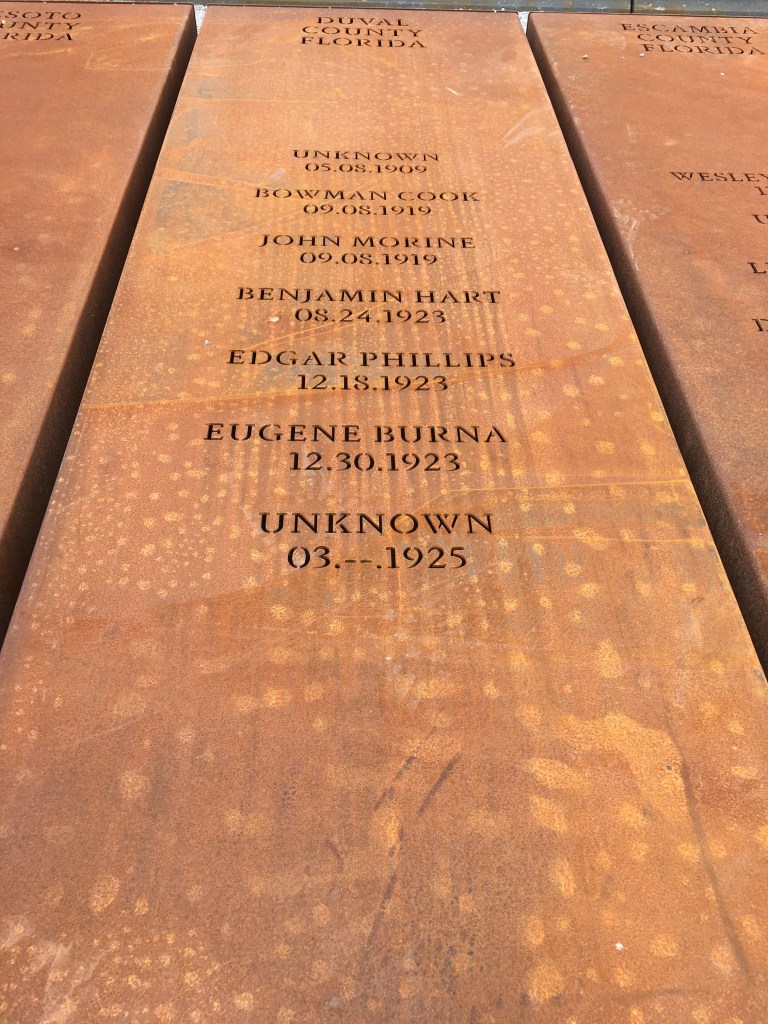 DUVAL
COUNTY
FLORIDA
UNKNOWN
05.08.1909
BOWMAN COOK
09.08.1919
JOHN MORINE
09.08.1919
BENJAMIN HART
08.24.1923
EDGAR PHILLIPS
12.18.1923
EUGENE BURNA
12.30.1923
UNKNOWN
03.--.1925
ESCAMBIA
COUNTY
FLORIDA
WESLEY